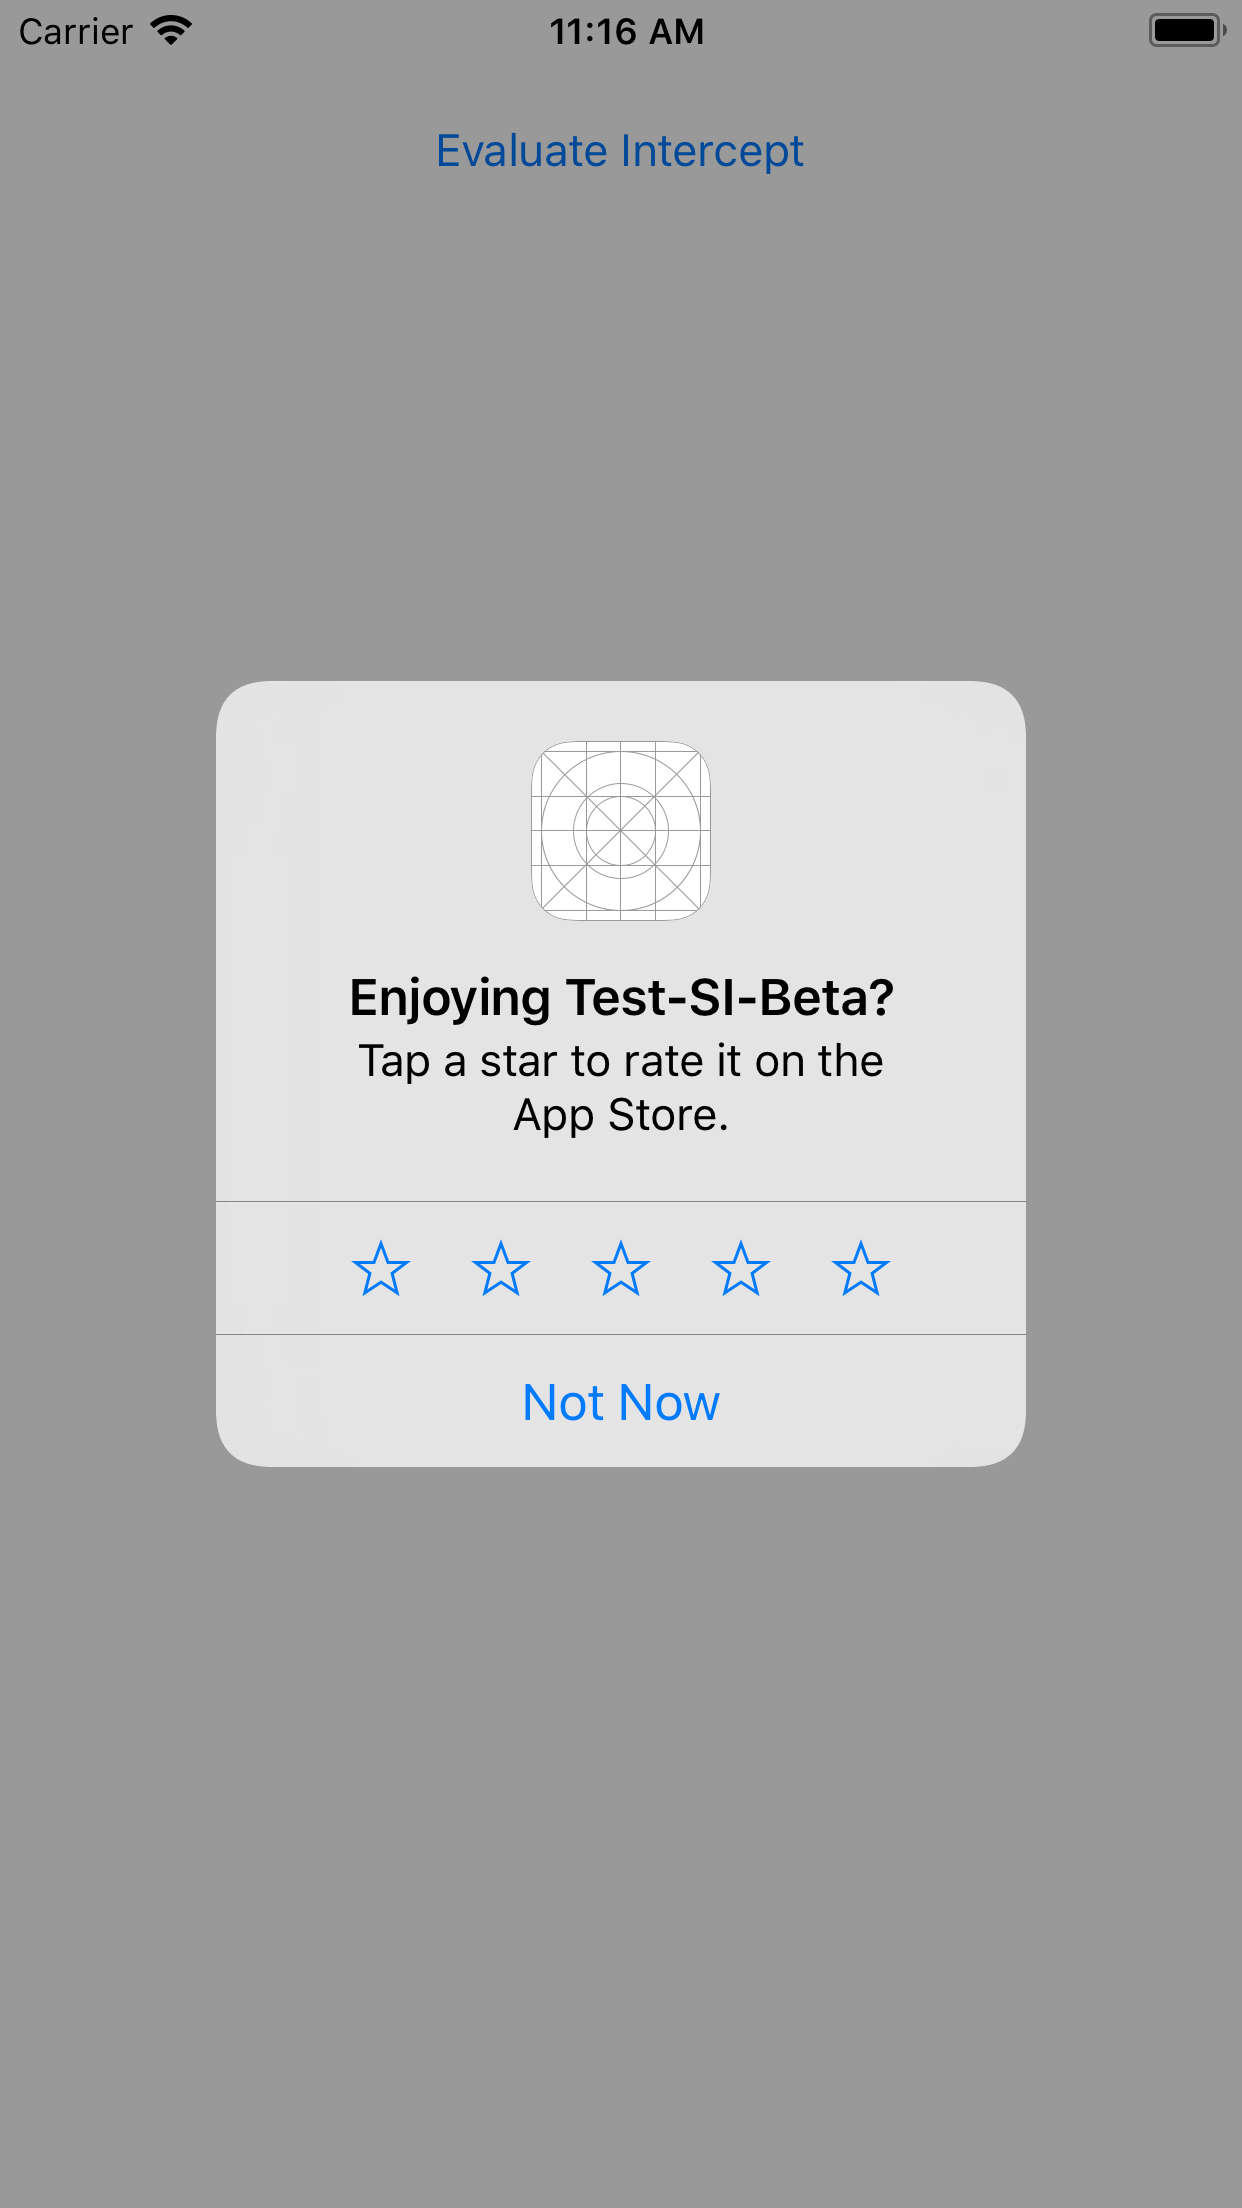 Carrier 11:16 AM
Evaluate Intercept
Enjoying Test-SI-Beta?
Tap a star to rate it on the
App Store.
Not Now